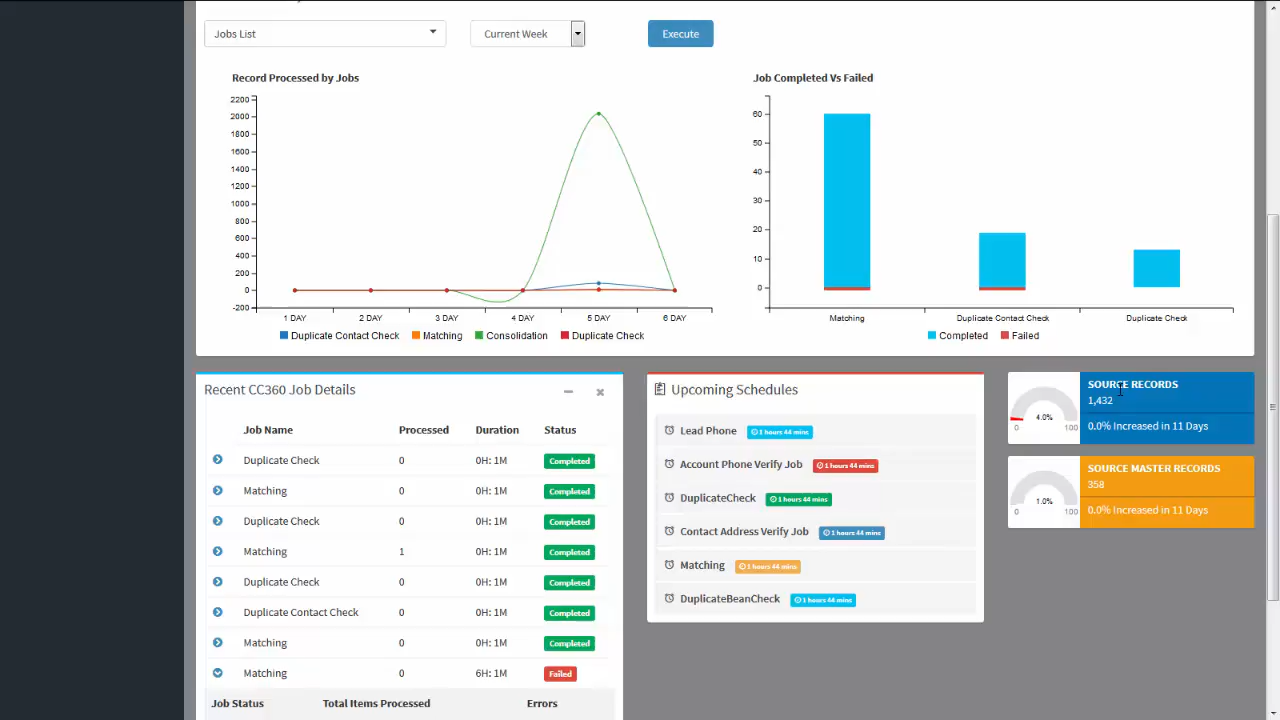 Jobs List
Current Week
Execute
Record Processed by Jobs
2200
2000
1800
1600
1400
1200
1000
800
600
400
200
0
-200
1 DAY 2 DAY 3 DAY 4 DAY 5 DAY 6 DAY
Duplicate Contact Check Matching Consolidation Duplicate Check
Job Completed Vs Failed
60
50
40
30
20
10
0
Matching Duplicate Contact Check Duplicate Check
Completed Failed
Recent CC360 Job Details
Job Name Processed Duration Status
Duplicate Check 0 0H: 1M Completed
Matching 0 0H: 1M Completed
Duplicate Check 0 0H: 1M Completed
Matching 1 0H: 1M Completed
Duplicate Check 0 0H: 1M Completed
Duplicate Contact Check 0 0H: 1M Completed
Matching 0 0H: 1M Completed
Matching 0 6H: 1M Failed
Job Status Total Items Processed Errors
Upcoming Schedules
Lead Phone 1 hours 44 mins
Account Phone Verify Job 1 hours 44 mins
DuplicateCheck 1 hours 44 mins
Contact Address Verify Job 1 hours 44 mins
Matching 1 hours 44 mins
DuplicateBeanCheck 1 hours 44 mins
4.0%
0 100
SOURCE RECORDS
1,432
0.0% Increased in 11 Days
1.0%
0 100
SOURCE MASTER RECORDS
358
0.0% Increased in 11 Days